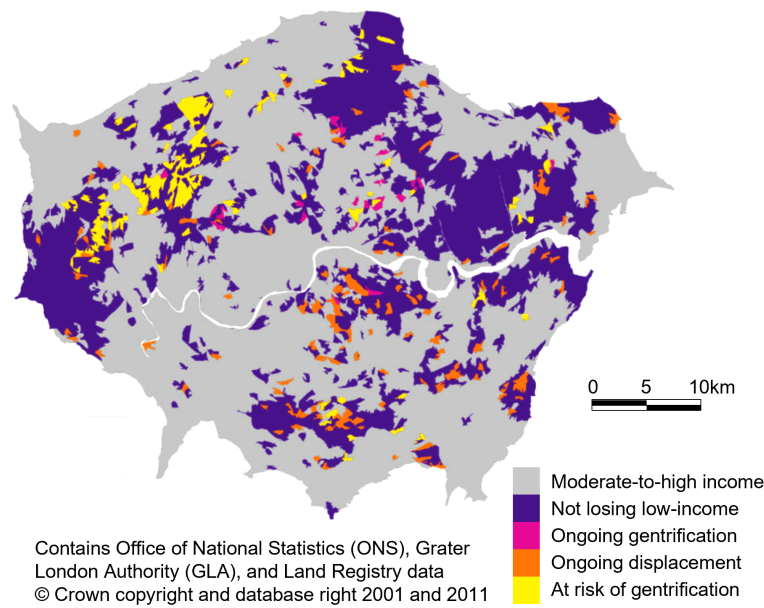 0 5 10km
Moderate-to-high income
Not losing low-income
Ongoing gentrification
Ongoing displacement
At risk of gentrification
Contains Office of National Statistics (ONS), Grater
London Authority (GLA), and Land Registry data
© Crown copyright and database right 2001 and 2011